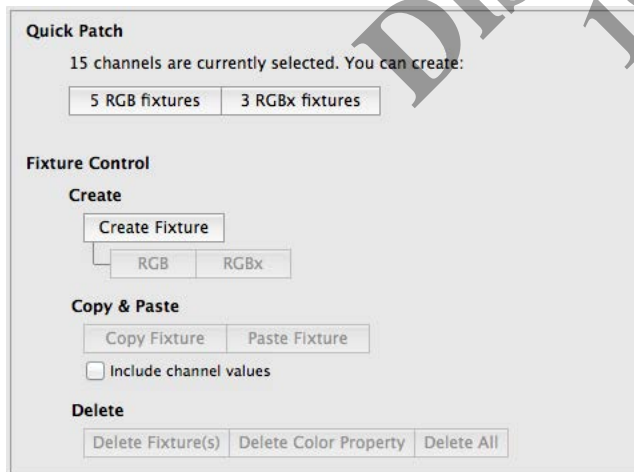 Quick Patch
15 channels are currently selected. You can create:
5 RGB fixtures 3 RGBx fixtures
Fixture Control
Create
Create Fixture
RGB RGBx
Copy & Paste
Copy Fixture Paste Fixture
Include channel values
Delete
Delete Fixture(s) Delete Color Property Delete All